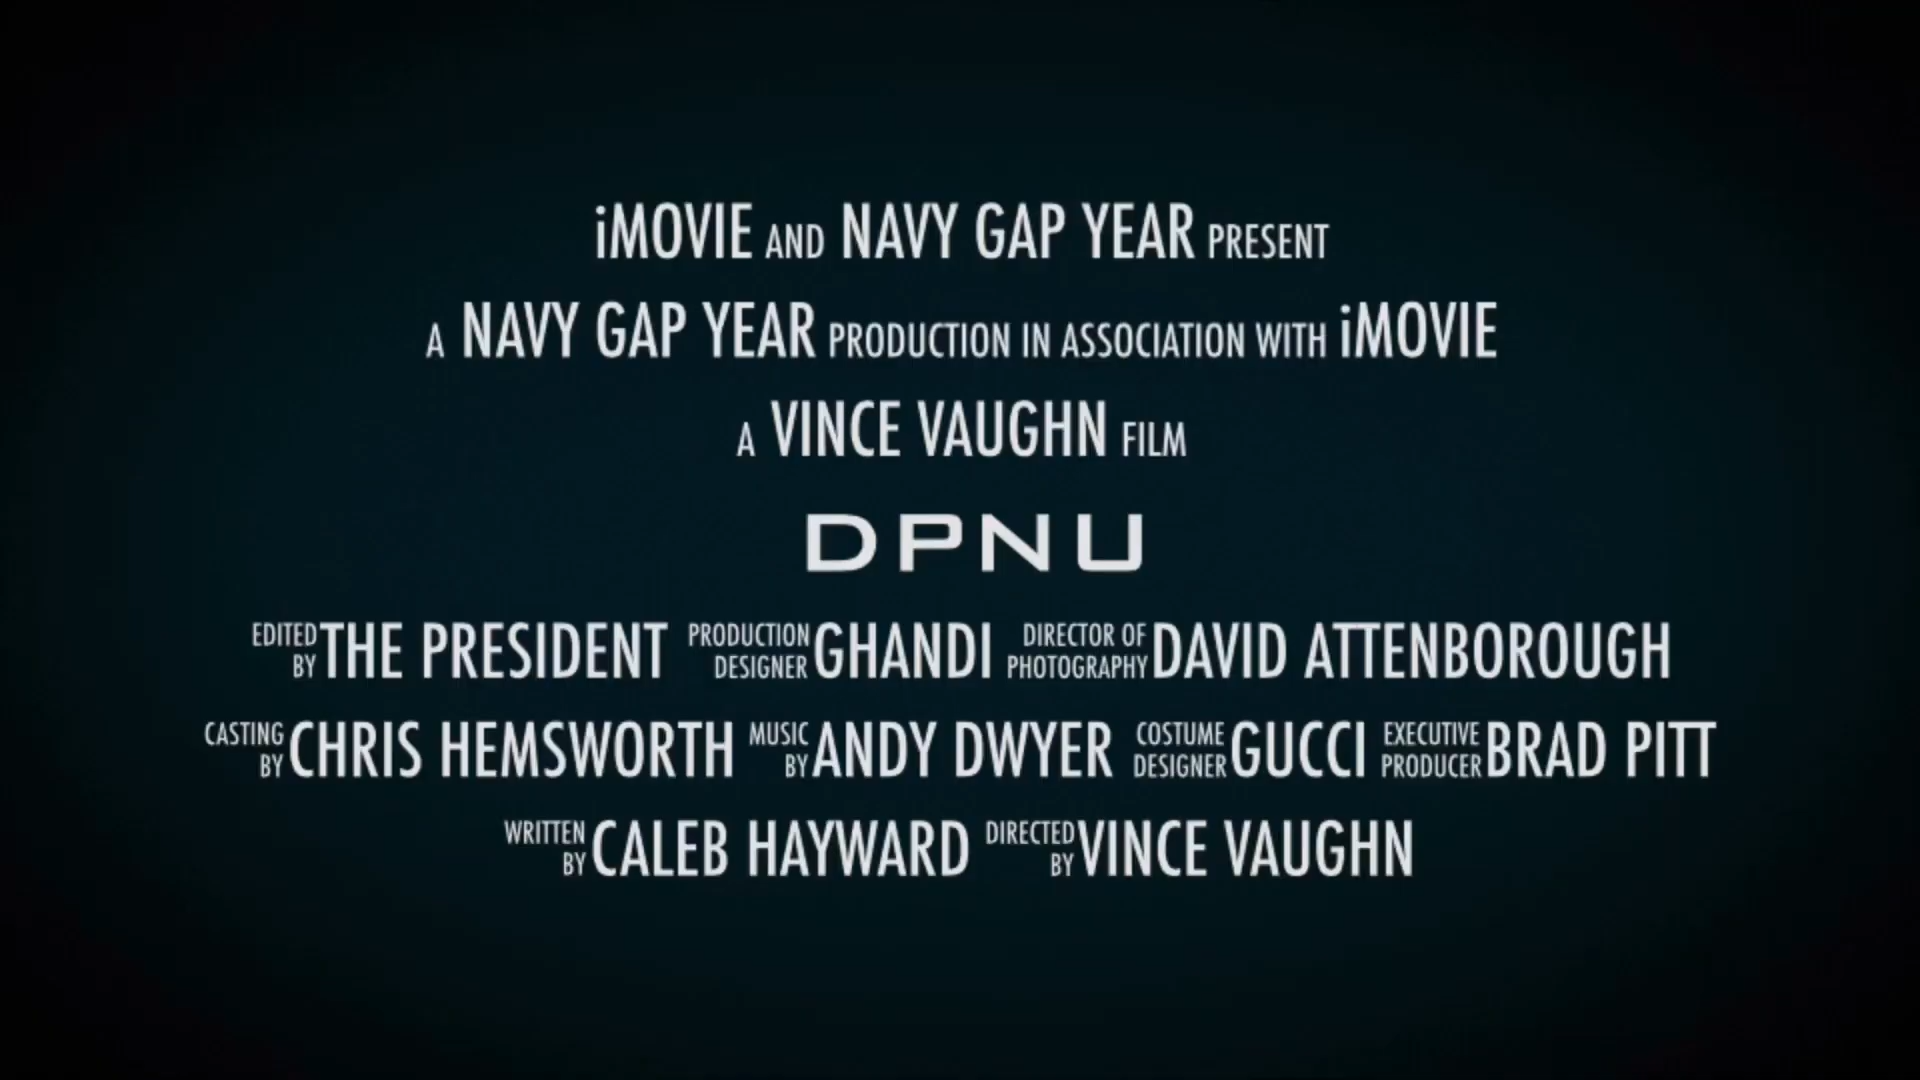 iMOVIE AND NAVY GAP YEAR PRESENT
A NAVY GAP YEAR PRODUCTION IN ASSOCIATION WITH iMOVIE
A VINCE VAUGHN FILM
DPNU
EDITED BY THE PRESIDENT PRODUCTION DESIGNER GHANDI DIRECTOR OF PHOTOGRAPHY DAVID ATTENBOROUGH
CASTING BY CHRIS HEMSWORTH MUSIC BY ANDY DWYER COSTUME DESIGNER GUCCI EXECUTIVE PRODUCER BRAD PITT
WRITTEN BY CALEB HAYWARD DIRECTED BY VINCE VAUGHN